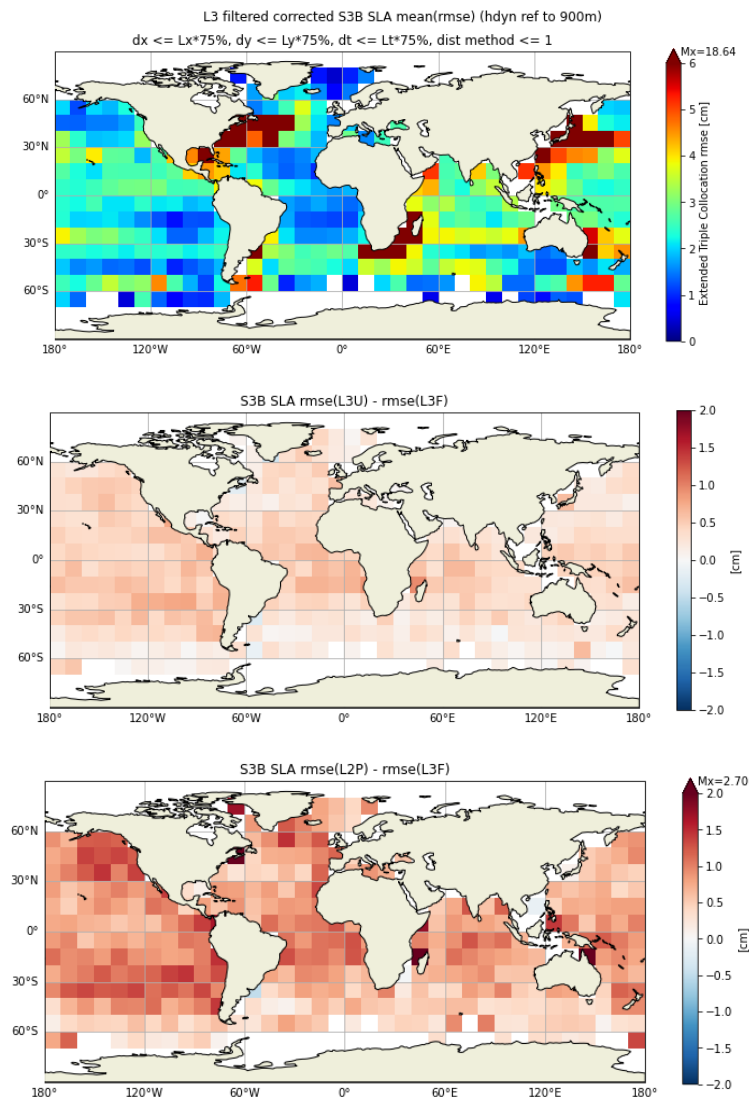 L3 filtered corrected S3B SLA mean(rmse) (hdyn ref to 900m)
dx <= Lx*75%, dy <= Ly*75%, dt <= Lt*75%, dist method <= 1
Mx=18.64
6
5
4
3
2
1
0
Extended Triple Collocation rmse [cm]
60°N
30°N
0°
30°S
60°S
180° 120°W 60°W 0° 60°E 120°E 180°
S3B SLA rmse(L3U) - rmse(L3F)
2.0
1.5
1.0
0.5
0.0
−0.5
−1.0
−1.5
−2.0
[cm]
60°N
30°N
0°
30°S
60°S
180° 120°W 60°W 0° 60°E 120°E 180°
S3B SLA rmse(L2P) - rmse(L3F)
Mx=2.70
2.0
1.5
1.0
0.5
0.0
−0.5
−1.0
−1.5
−2.0
[cm]
60°N
30°N
0°
30°S
60°S
180° 120°W 60°W 0° 60°E 120°E 180°